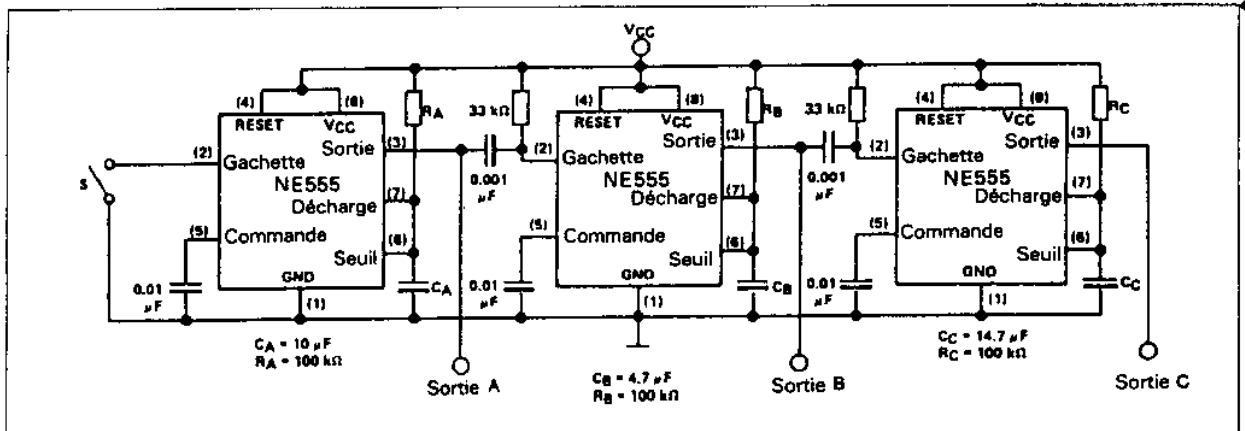 VCC
(4)
(8)
RESET
VCC
(3)
Sortie
(2)
Gachette
NE555
(7)
Décharge
(5)
Commande
(6)
Seuil
GND
(1)
S
0.01
µF
RA
CA
33 kΩ
0.001
µF
(4)
(8)
RESET
VCC
(3)
Sortie
(2)
Gachette
NE555
(7)
Décharge
(5)
Commande
(6)
Seuil
GND
(1)
0.01
µF
RB
CB
33 kΩ
0.001
µF
(4)
(8)
RESET
VCC
(3)
Sortie
(2)
Gachette
NE555
(7)
Décharge
(5)
Commande
(6)
Seuil
GND
(1)
0.01
µF
RC
CC
CA = 10 µF
RA = 100 kΩ
Sortie A
CB = 4.7 µF
RB = 100 kΩ
Sortie B
CC = 14.7 µF
RC = 100 kΩ
Sortie C